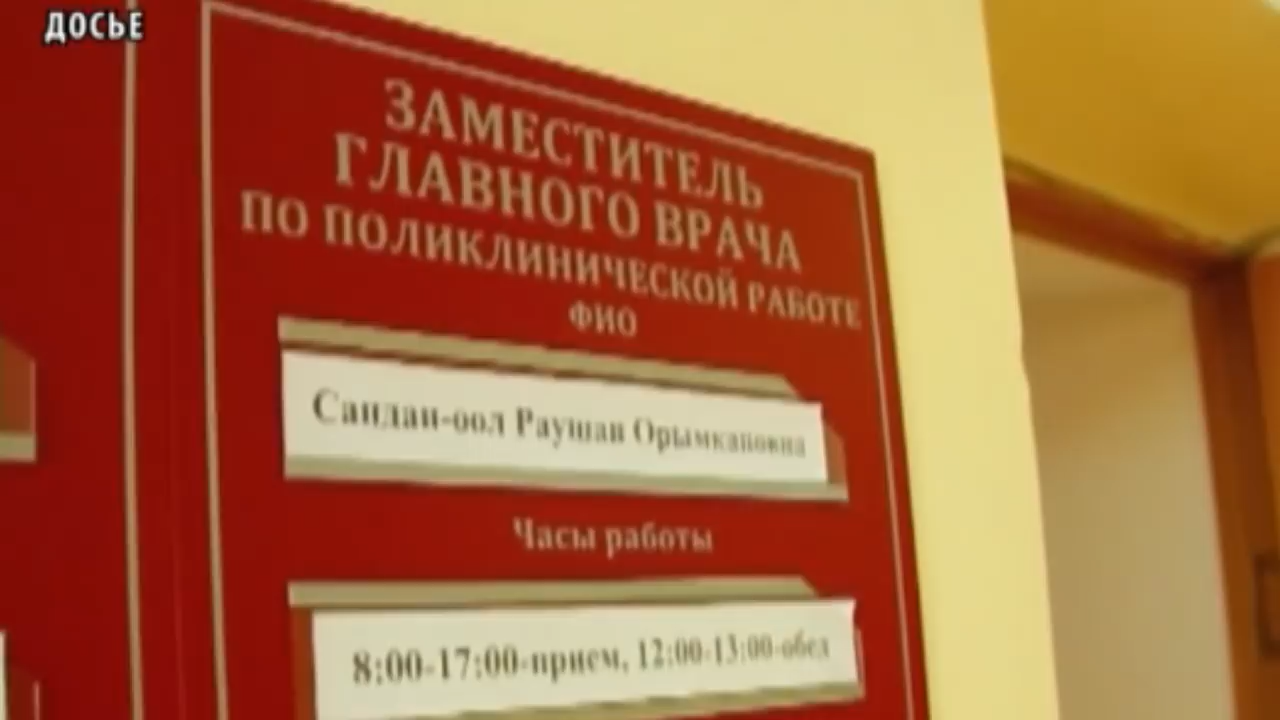 ДОСЬЕ
ЗАМЕСТИТЕЛЬ
ГЛАВНОГО ВРАЧА
ПО ПОЛИКЛИНИЧЕСКОЙ РАБОТЕ
ФИО
Сандан-оол Раушан Орымкановна
Часы работы
8:00-17:00-прием, 12:00-13:00-обед